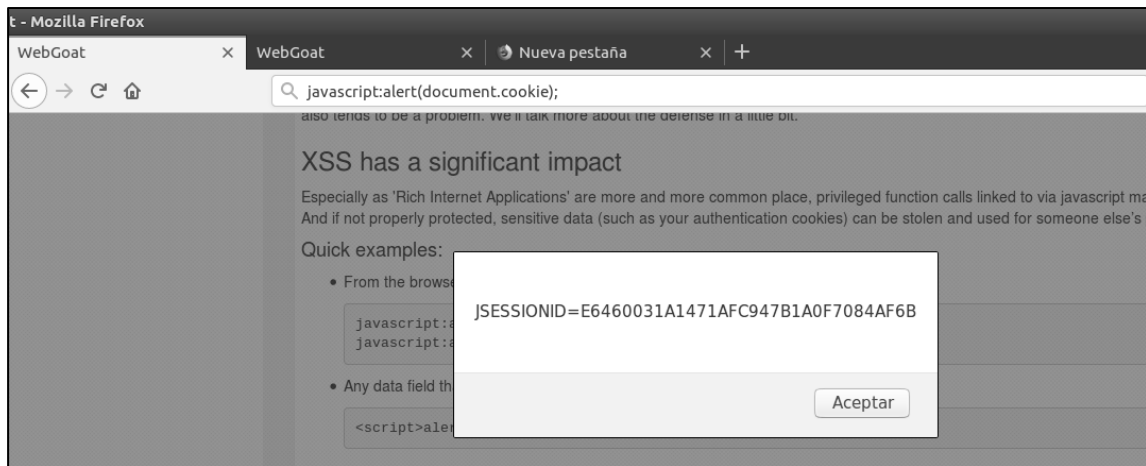 t - Mozilla Firefox
WebGoat
WebGoat
Nueva pestaña
javascript:alert(document.cookie);
also tends to be a problem. We'll talk more about the defense in a little bit.
XSS has a significant impact
Especially as 'Rich Internet Applications' are more and more common place, privileged function calls linked to via javascript ma
And if not properly protected, sensitive data (such as your authentication cookies) can be stolen and used for someone else's
Quick examples:
From the browse
javascript:a
javascript:a
JSESSIONID=E6460031A1471AFC947B1A0F7084AF6B
Any data field th
<script>aler
Aceptar